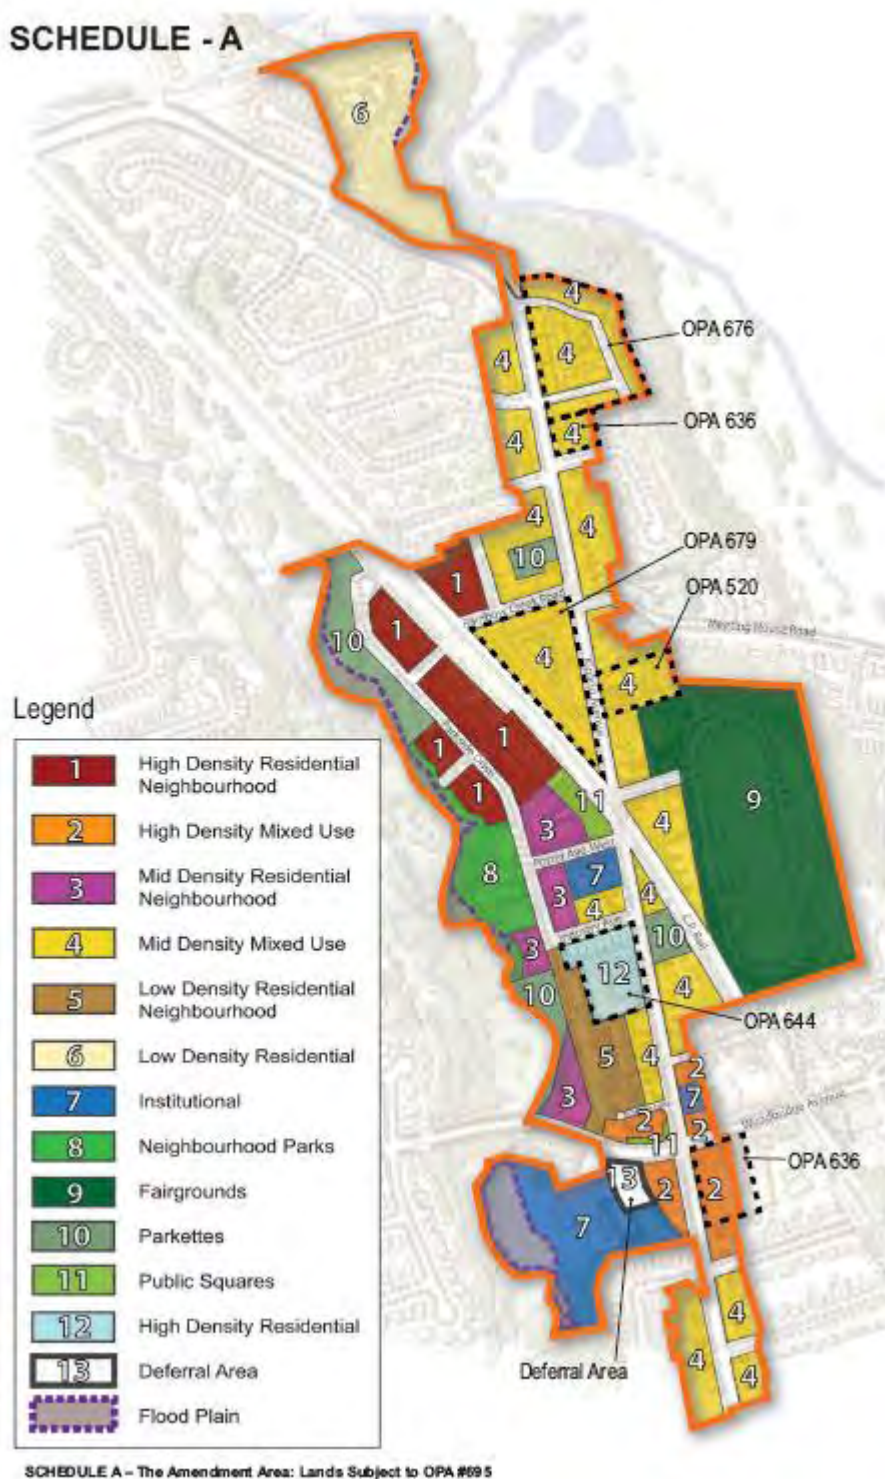 SCHEDULE - A
6
4
OPA 676
4
4
OPA 636
4
4
4
4
OPA 679
10
1
OPA 520
Meeting House Road
1
10
4
4
1
1
1
11
9
4
3
8
7
3
4
4
C.P. Rail
3
10
12
10
4
OPA 644
5
4
2
7
3
2
2
Woodbridge Avenue
11
OPA 636
13
2
2
7
4
Deferral Area
4
4
Legend
1 High Density Residential
Neighbourhood
2 High Density Mixed Use
3 Mid Density Residential
Neighbourhood
4 Mid Density Mixed Use
5 Low Density Residential
Neighbourhood
6 Low Density Residential
7 Institutional
8 Neighbourhood Parks
9 Fairgrounds
10 Parkettes
11 Public Squares
12 High Density Residential
13 Deferral Area
Flood Plain
SCHEDULE A – The Amendment Area: Lands Subject to OPA #695